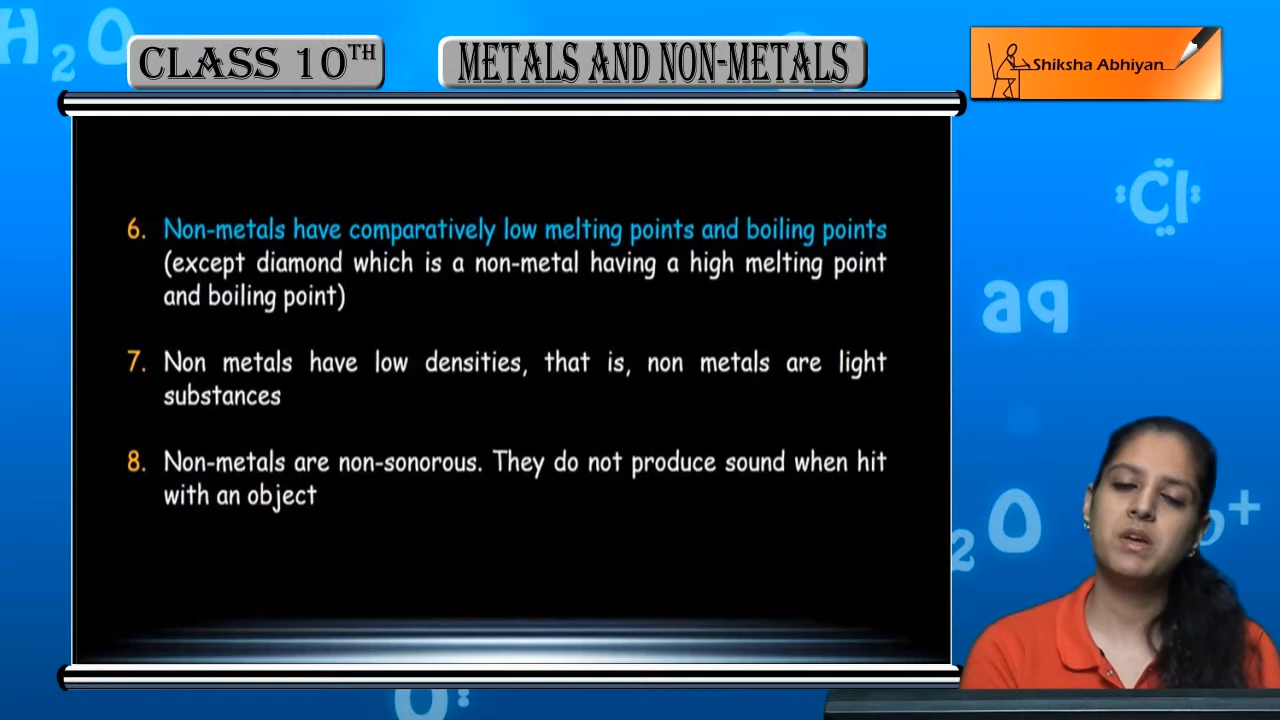 H₂O
CLASS 10TH
METALS AND NON-METALS
Shiksha Abhiyan
6. Non-metals have comparatively low melting points and boiling points
(except diamond which is a non-metal having a high melting point
and boiling point)
7. Non metals have low densities, that is, non metals are light
substances
8. Non-metals are non-sonorous. They do not produce sound when hit
with an object
Cl
aq
₂O
+
O